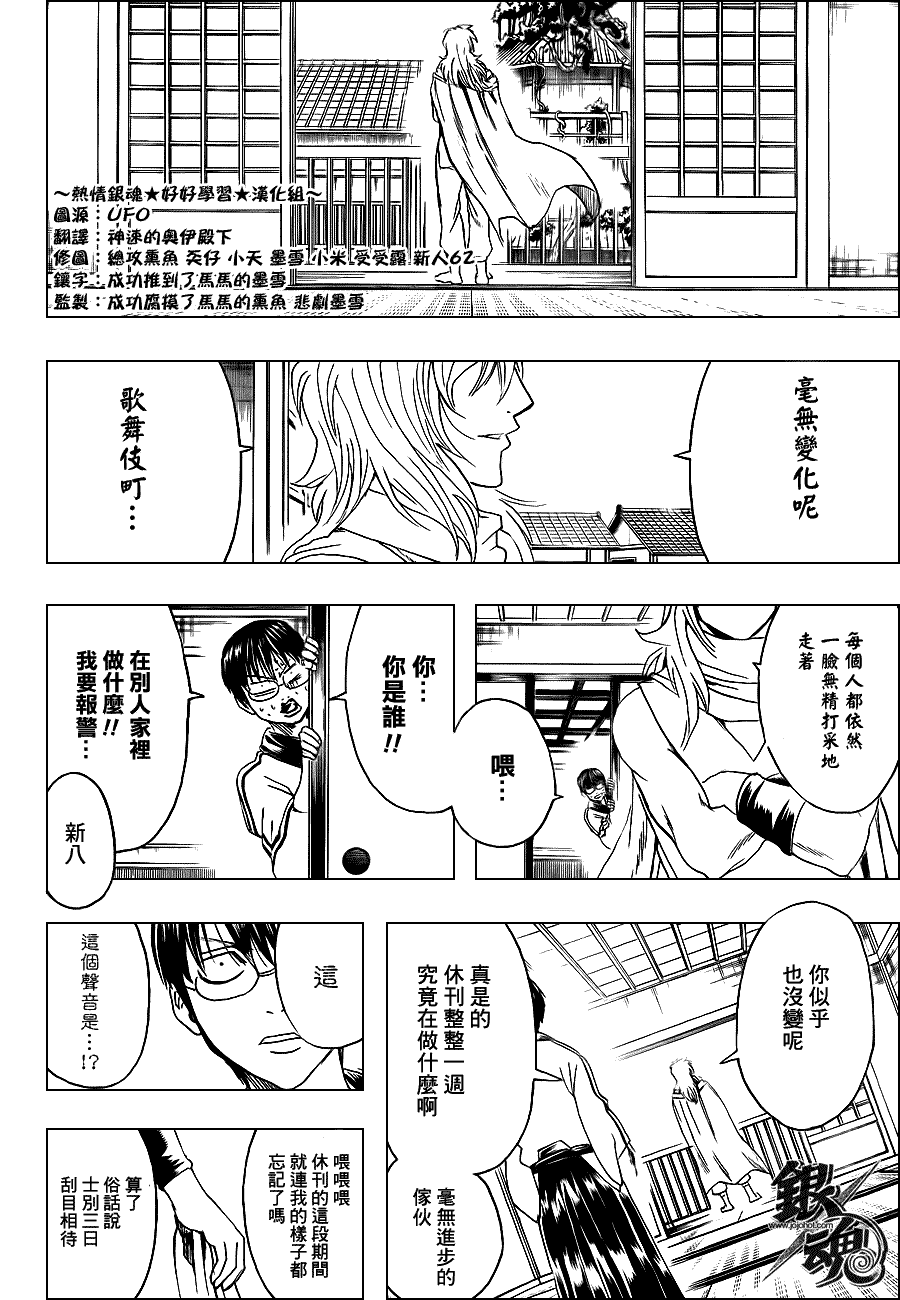 ～熱情銀魂★好好學習★漢化組～
圖源：UFO
翻譯：神速的奧伊殿下
修圖：總攻熏魚 奀仔 小天 墨雪 小米 受受露 新人62
鑲字：成功推到了馬馬的墨雪
監製：成功腐摸了馬馬的熏魚 悲劇墨雪
毫無變化呢
歌舞伎町…
每個人都依然
一臉無精打采地
走著
喂…
你…
你是誰!!
在別人家裡
做什麼!!
我要報警…
新八
你似乎
也沒變呢
真是的
休刊整整一週
究竟在做什麼啊
毫無進步的
傢伙
這
這個聲音是…!?
喂喂喂
休刊的這段期間
就連我的樣子都
忘記了嗎
算了
俗話說
士別三日
刮目相待
銀魂
www.jojohot.com